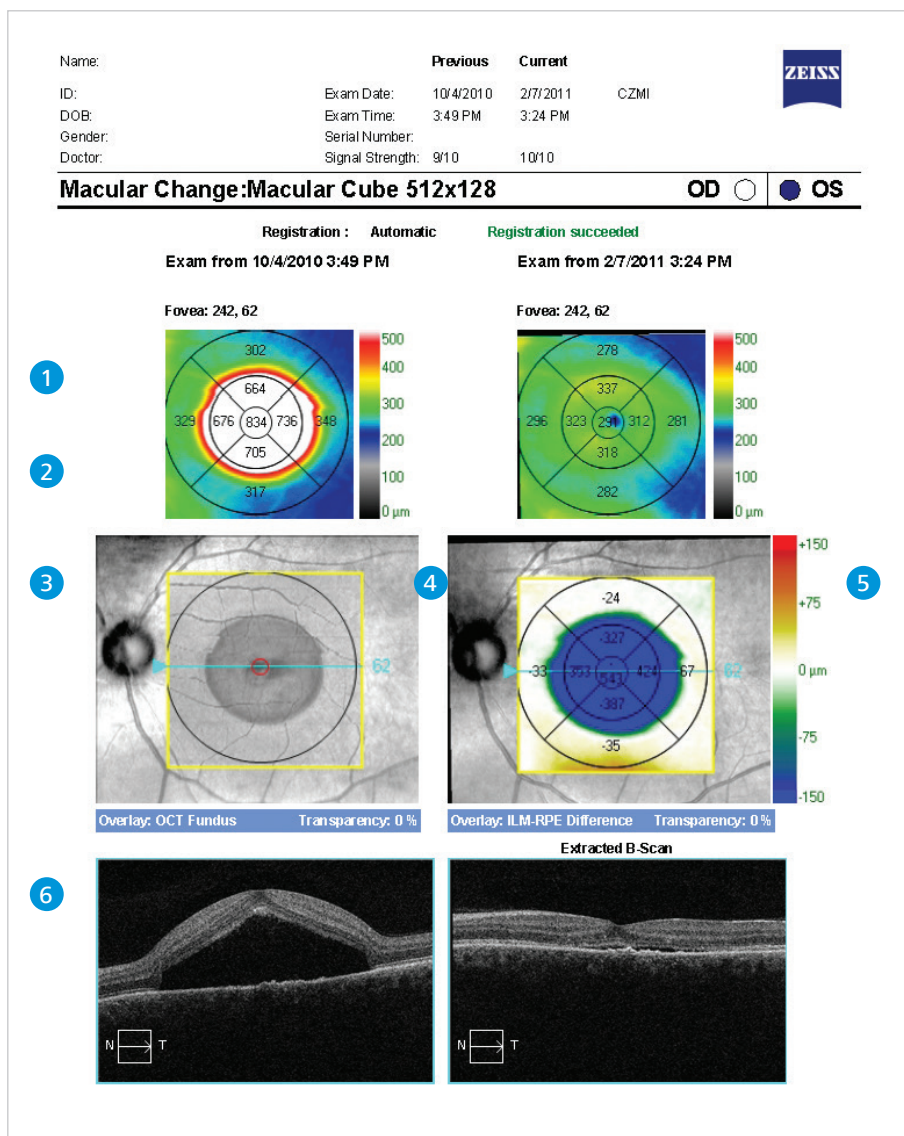 Name: Previous Current
ZEISS
ID: Exam Date: 10/4/2010 2/7/2011 CZMI
DOB: Exam Time: 3:49 PM 3:24 PM
Gender: Serial Number:
Doctor: Signal Strength: 9/10 10/10
Macular Change:Macular Cube 512x128 OD OS
Registration : Automatic Registration succeeded
Exam from 10/4/2010 3:49 PM Exam from 2/7/2011 3:24 PM
Fovea: 242, 62 Fovea: 242, 62
1
302
664
329 676 834 736 348
705
317
500
400
300
200
100
0 µm
278
337
296 323 291 312 281
318
282
500
400
300
200
100
0 µm
2
3
62
4
-24
-327
-33 -353 -543 -424 -67 62
-387
-35
+150
+75
0 µm
-75
-150
5
Overlay: OCT Fundus Transparency: 0 % Overlay: ILM-RPE Difference Transparency: 0 %
Extracted B-Scan
6
N T N T